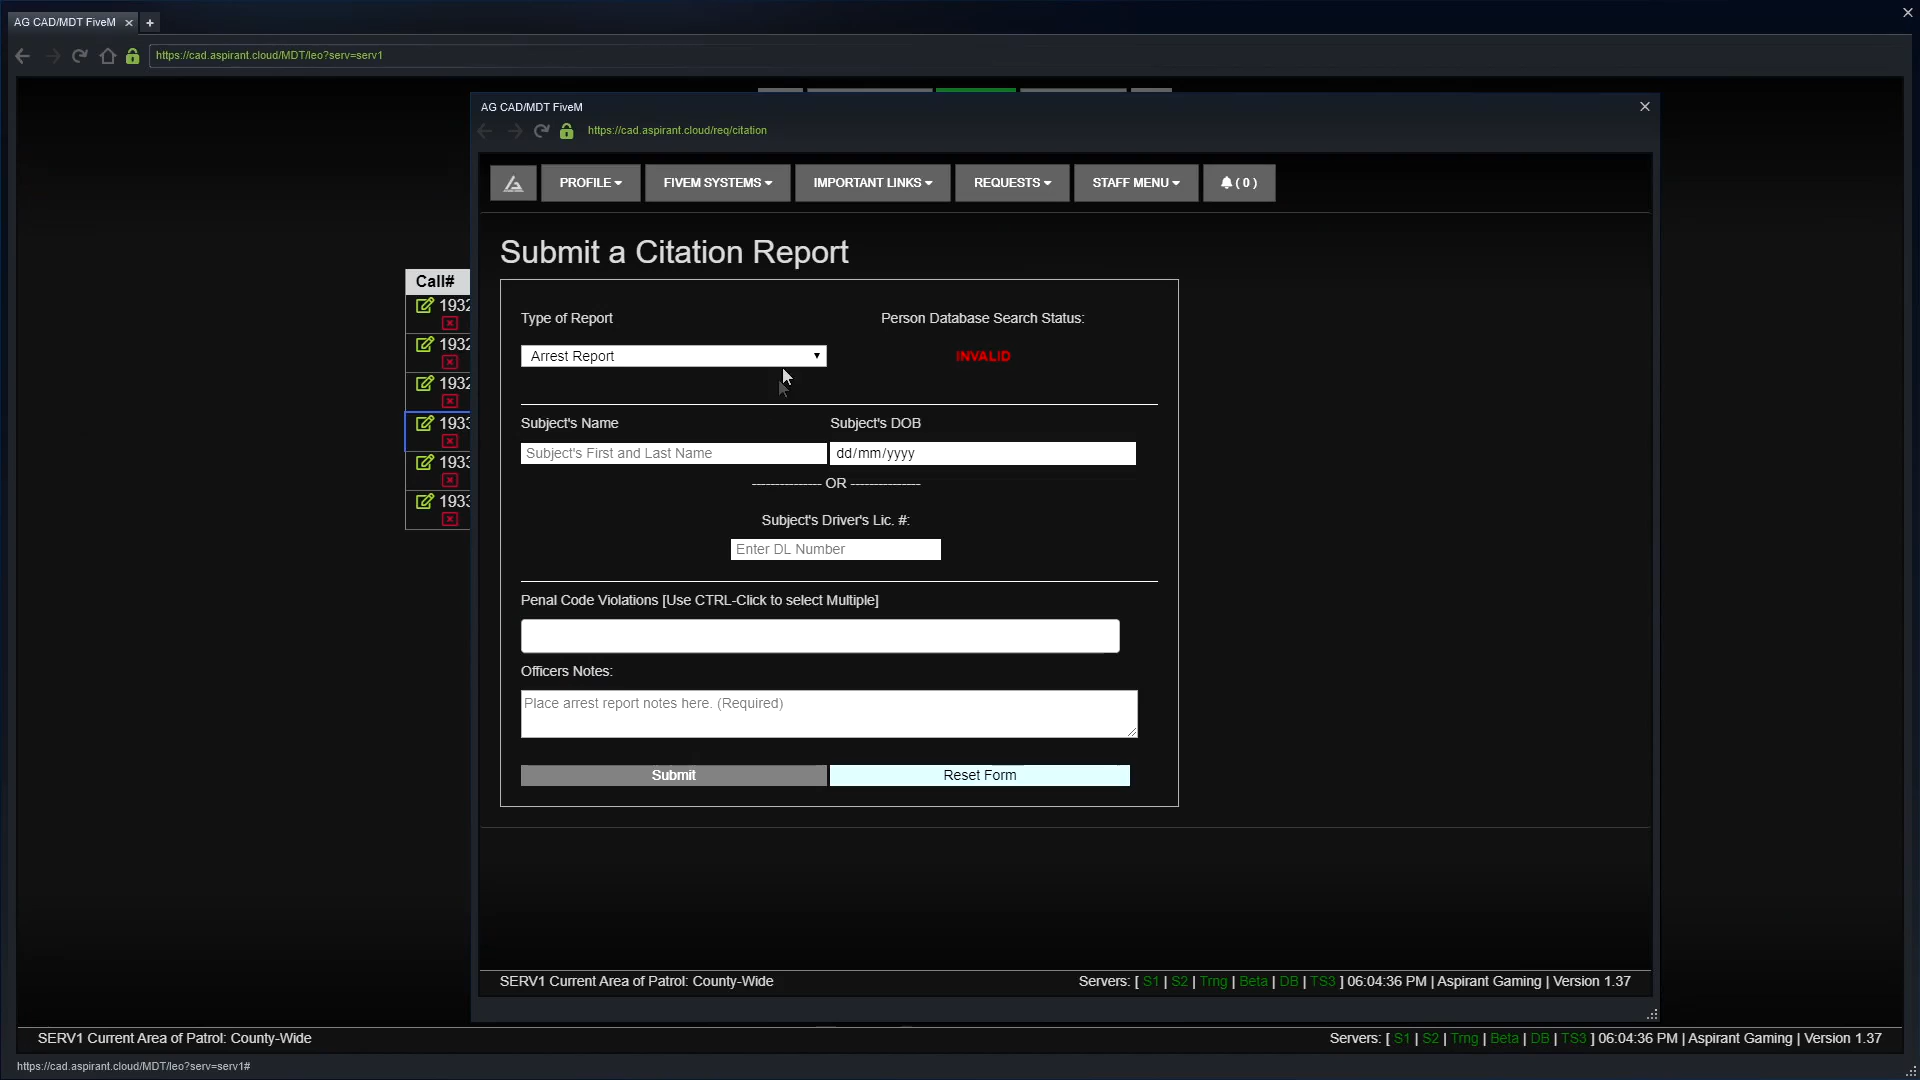 AG CAD/MDT FiveM
https://cad.aspirant.cloud/MDT/leo?serv=serv1
AG CAD/MDT FiveM
https://cad.aspirant.cloud/req/citation
PROFILE FIVEM SYSTEMS IMPORTANT LINKS REQUESTS STAFF MENU ( 0 )
Submit a Citation Report
Call#
1932
1932
1932
1933
1933
1933
Type of Report Person Database Search Status:
Arrest Report INVALID
Subject's Name Subject's DOB
Subject's First and Last Name dd/mm/yyyy
--------------- OR ---------------
Subject's Driver's Lic. #:
Enter DL Number
Penal Code Violations [Use CTRL-Click to select Multiple]
Officers Notes:
Place arrest report notes here. (Required)
Submit Reset Form
SERV1 Current Area of Patrol: County-Wide Servers: [ S1 | S2 | Trng | Beta | DB | TS3 ] 06:04:36 PM | Aspirant Gaming | Version 1.37
SERV1 Current Area of Patrol: County-Wide Servers: [ S1 | S2 | Trng | Beta | DB | TS3 ] 06:04:36 PM | Aspirant Gaming | Version 1.37
https://cad.aspirant.cloud/MDT/leo?serv=serv1#